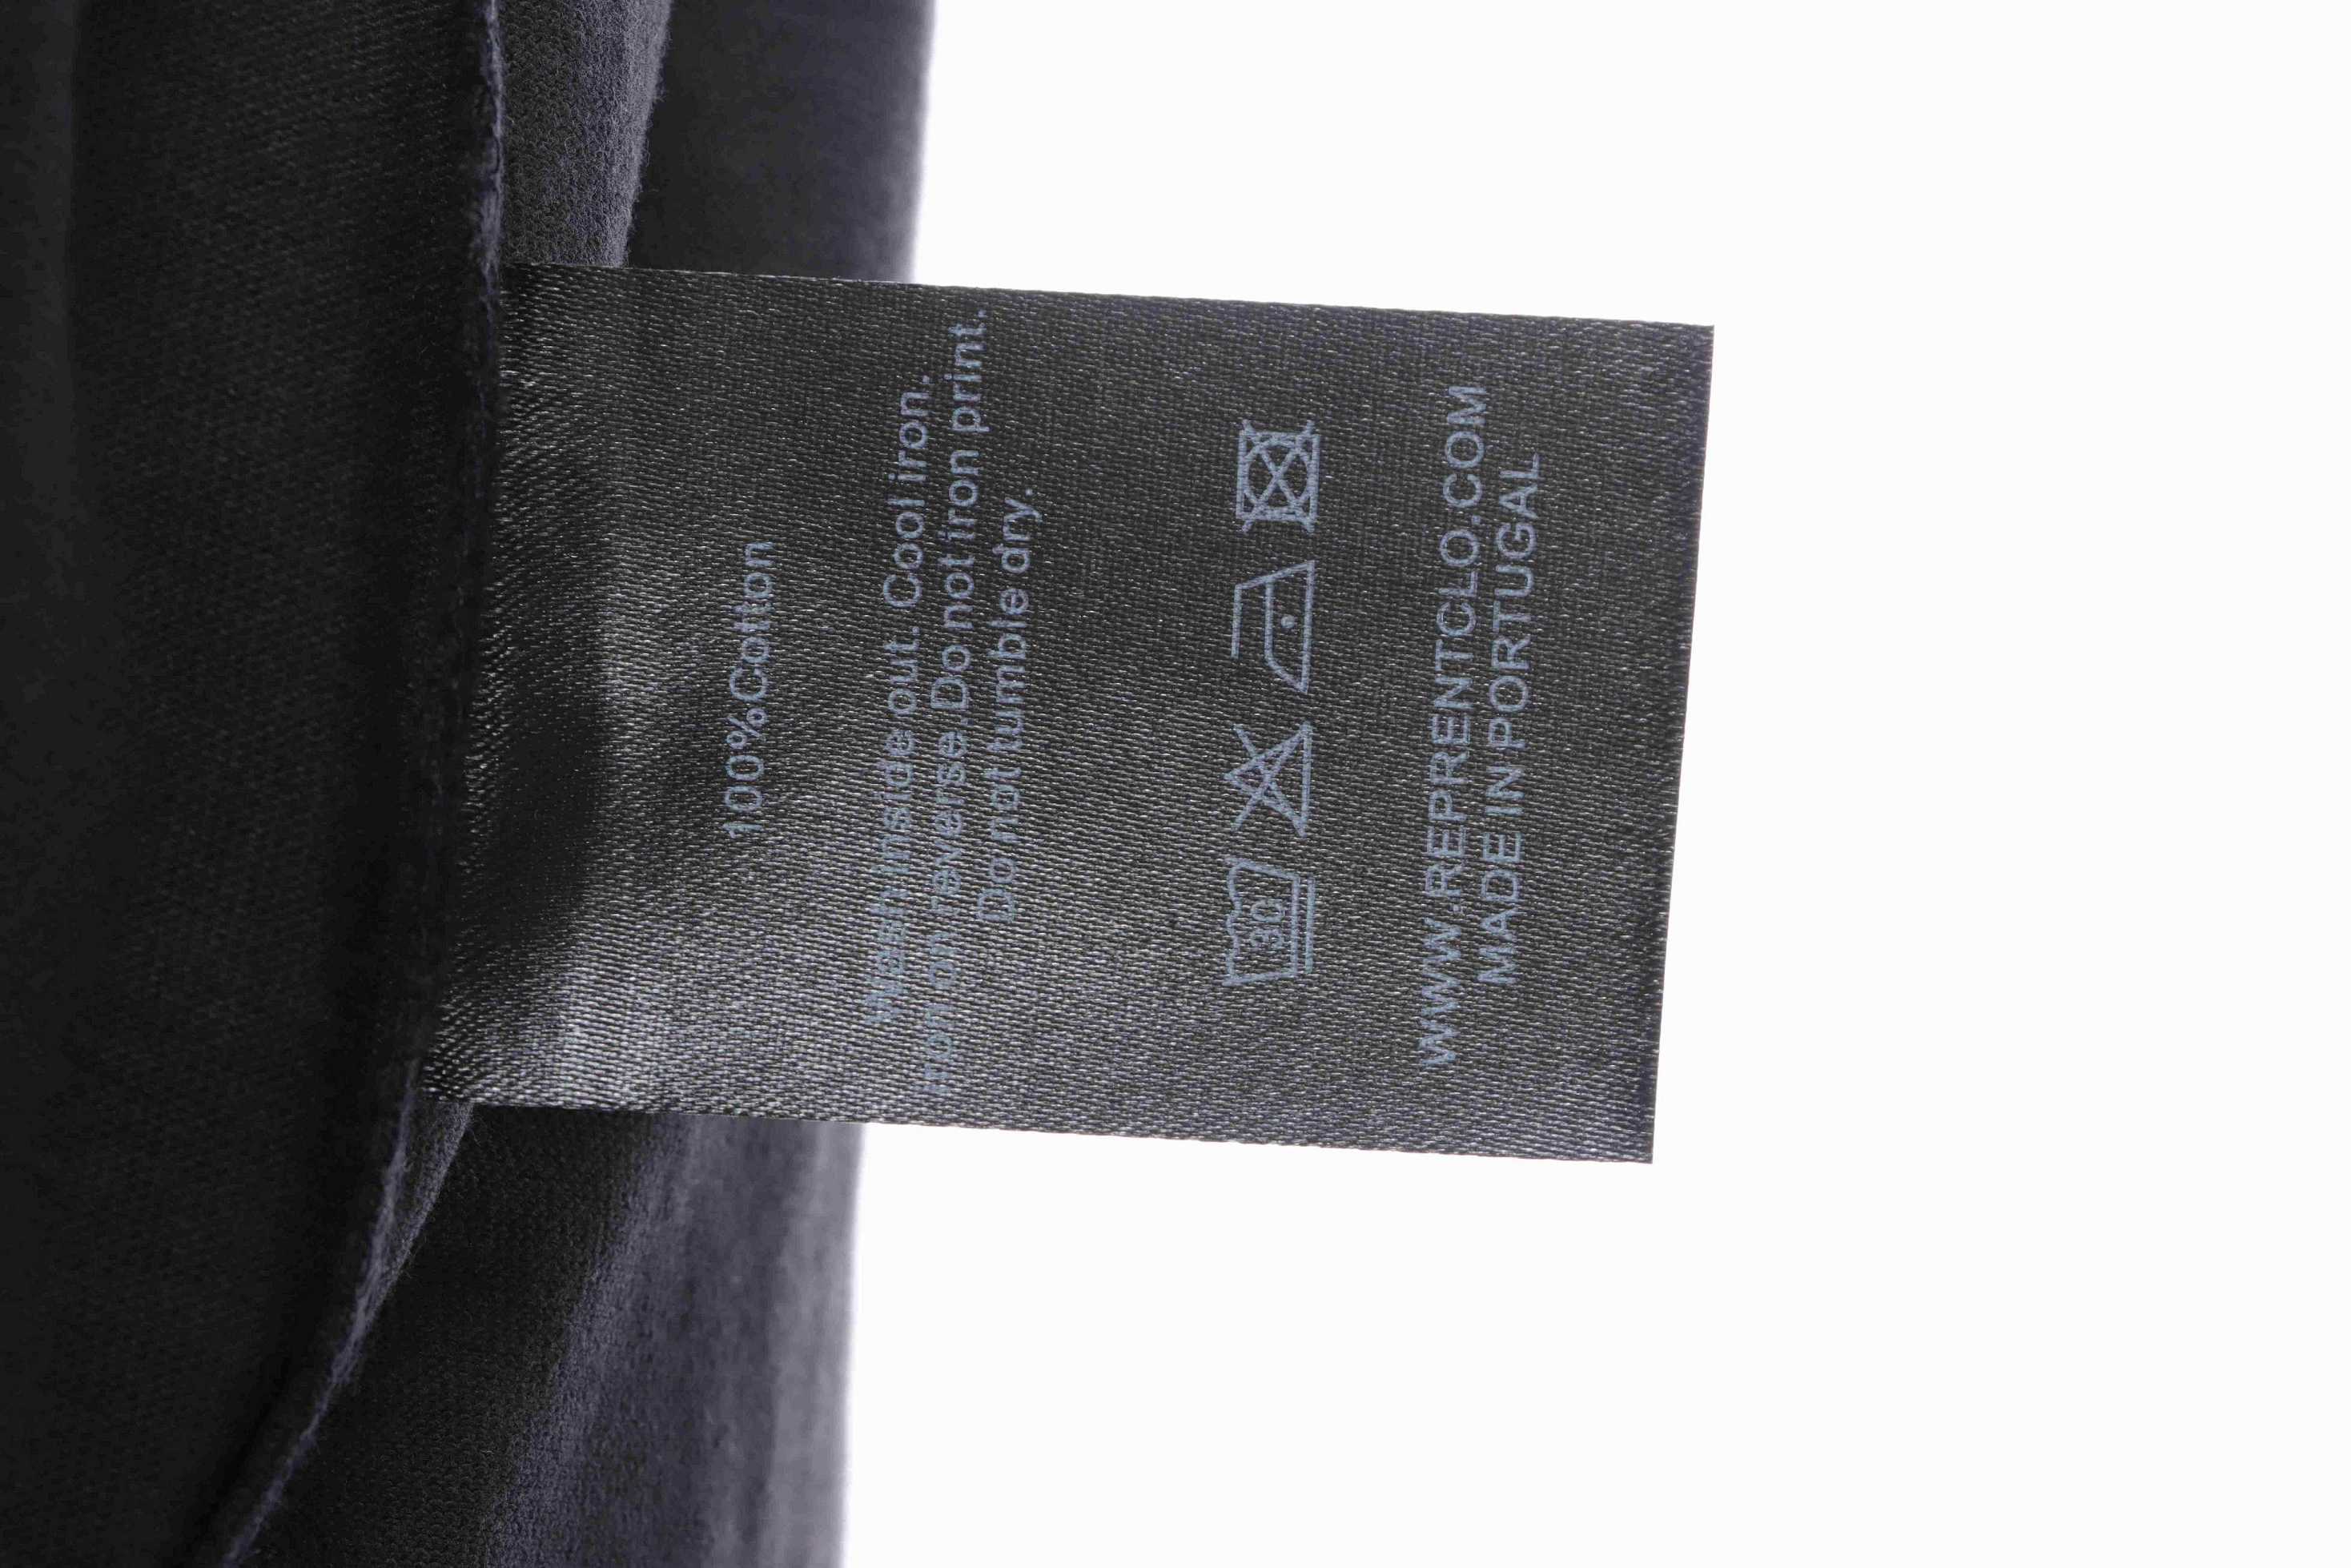 100%Cotton
Wash Inside out. Cool iron.
Iron on reverse.Do not iron print.
Do not tumble dry.
30
WWW.REPRENTCLO.COM
MADE IN PORTUGAL